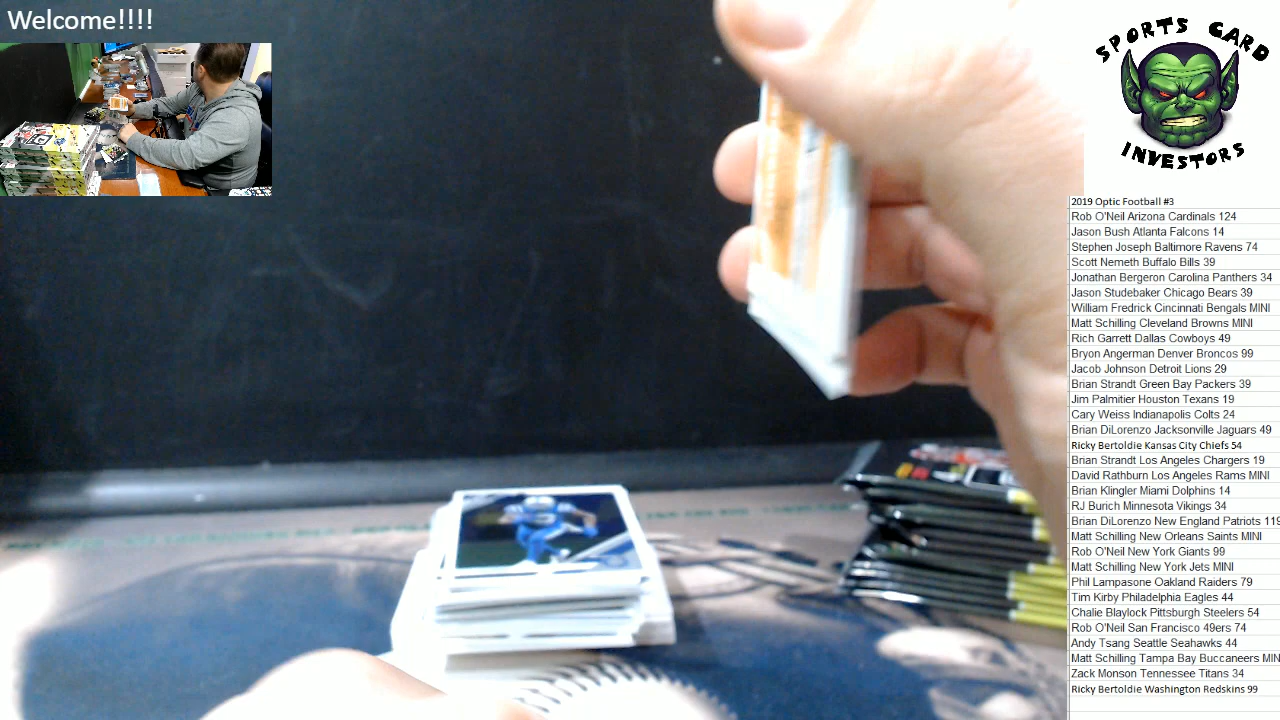 Welcome!!!!
SPORTS CARD
INVESTORS
2019 Optic Football #3
Rob O'Neil Arizona Cardinals 124
Jason Bush Atlanta Falcons 14
Stephen Joseph Baltimore Ravens 74
Scott Nemeth Buffalo Bills 39
Jonathan Bergeron Carolina Panthers 34
Jason Studebaker Chicago Bears 39
William Fredrick Cincinnati Bengals MINI
Matt Schilling Cleveland Browns MINI
Rich Garrett Dallas Cowboys 49
Bryon Angerman Denver Broncos 99
Jacob Johnson Detroit Lions 29
Brian Strandt Green Bay Packers 39
Jim Palmitier Houston Texans 19
Cary Weiss Indianapolis Colts 24
Brian DiLorenzo Jacksonville Jaguars 49
Ricky Bertoldie Kansas City Chiefs 54
Brian Strandt Los Angeles Chargers 19
David Rathburn Los Angeles Rams MINI
Brian Klingler Miami Dolphins 14
RJ Burich Minnesota Vikings 34
Brian DiLorenzo New England Patriots 119
Matt Schilling New Orleans Saints MINI
Rob O'Neil New York Giants 99
Matt Schilling New York Jets MINI
Phil Lampasone Oakland Raiders 79
Tim Kirby Philadelphia Eagles 44
Chalie Blaylock Pittsburgh Steelers 54
Rob O'Neil San Francisco 49ers 74
Andy Tsang Seattle Seahawks 44
Matt Schilling Tampa Bay Buccaneers MIN
Zack Monson Tennessee Titans 34
Ricky Bertoldie Washington Redskins 99